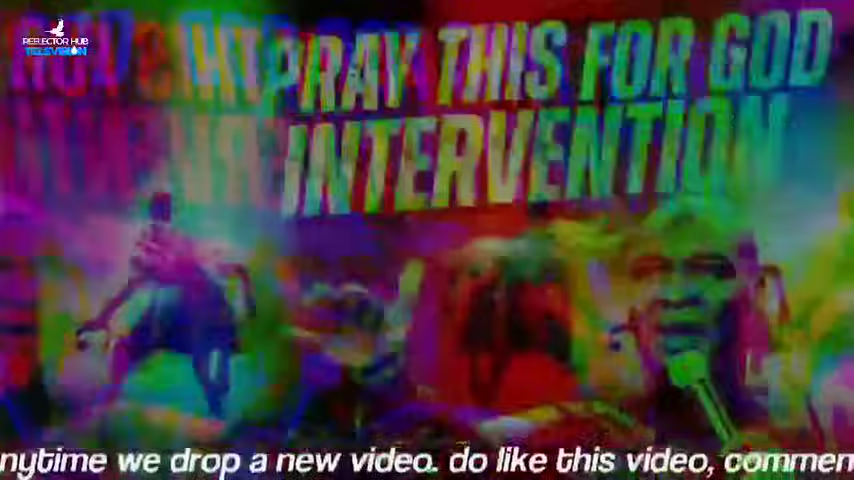 REFLECTOR HUB
TELEVISION
PRAY THIS FOR GOD
INTERVENTION
nytime we drop a new video. do like this video, commen